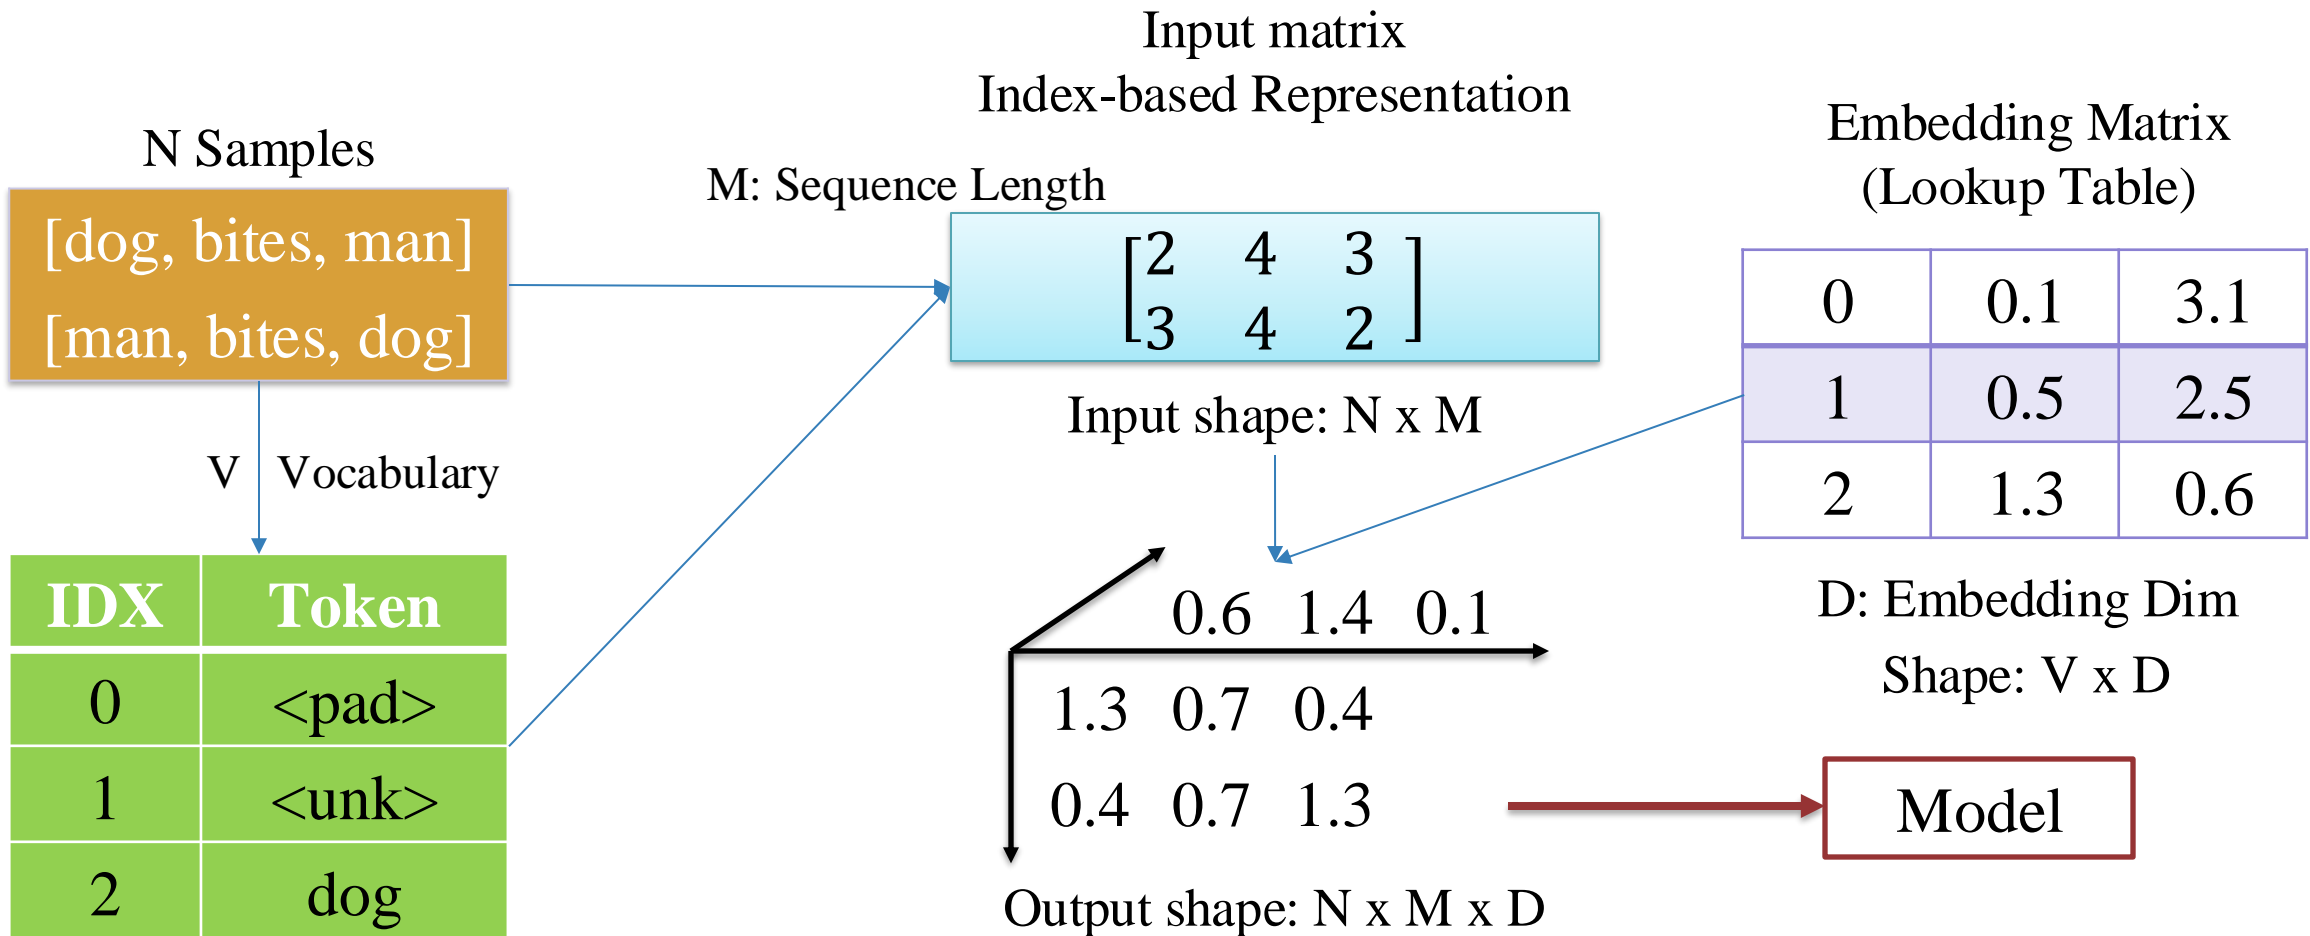 N Samples
[dog, bites, man]
[man, bites, dog]
V Vocabulary
IDX Token
0 <pad>
1 <unk>
2 dog
Input matrix
Index-based Representation
M: Sequence Length
2 4 3
3 4 2
Input shape: N x M
0.6 1.4 0.1
1.3 0.7 0.4
0.4 0.7 1.3
Output shape: N x M x D
Embedding Matrix
(Lookup Table)
0 0.1 3.1
1 0.5 2.5
2 1.3 0.6
D: Embedding Dim
Shape: V x D
Model